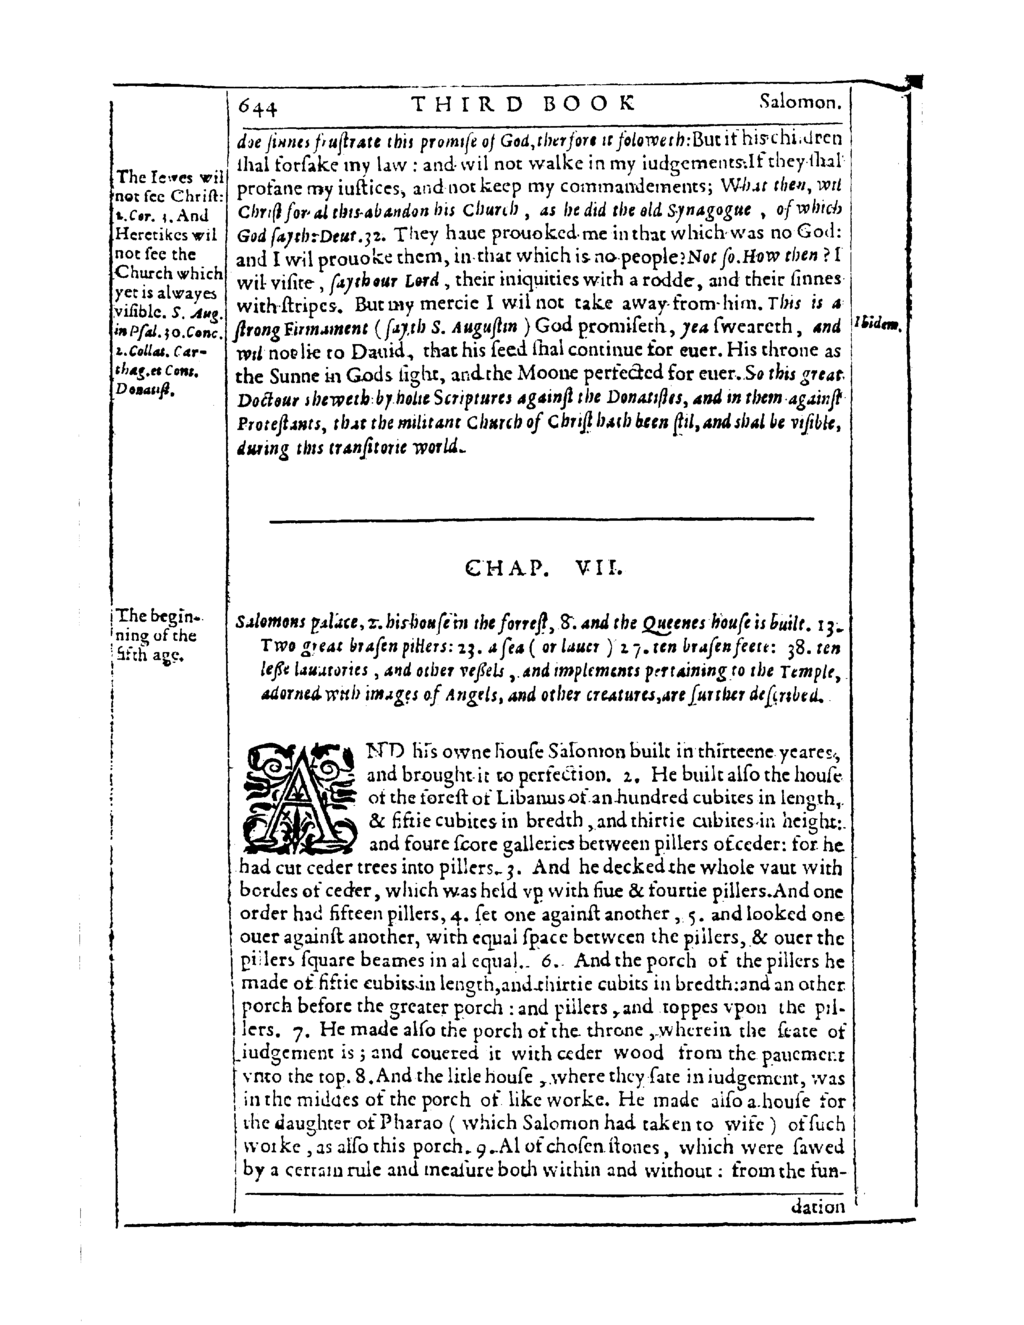 644 THIRD BOOK Salomon.
doe ſinnes fruſtrate this promiſe of God, therfore it foloweth: But if his children
ſhal forſake my law : and wil not walke in my iudgements: If they ſhal
profane my iuſtices, and not keep my commandements; What then, wil
Chriſt for al this abandon his Church , as he did the old Synagogue , of which
God ſayth: Deut.32. They haue prouoked me in that which was no God:
and I wil prouoke them, in that which is no people? Not ſo. How then ? I
wil viſite , ſayth our Lord , their iniquities with a rodde, and their ſinnes
with ſtripes. But my mercie I wil not take away from him. This is a
ſtrong Firmament ( ſayth S. Auguſtin ) God promiſeth, yea ſweareth, and
wil not lie to Dauid, that his ſeed ſhal continue for euer. His throne as
the Sunne in Gods ſight, and the Moone perfected for euer. So this great
Doctour sheweth by holie Scriptures againſt the Donatiſtes, and in them againſt
Proteſtants, that the militant Church of Chriſt hath been ſtil, and shal be viſible,
during this tranſitorie world.
The Iewes wil
not ſee Chriſt:
2.Cor. 3. And
Heretikes wil
not ſee the
Church which
yet is alwayes
viſible. S. Aug.
in Pſal.30.Conc.
2. Collat. Car-
thag. et Cont.
Donatiſt.
Ibidem.
CHAP. VII.
The begin-
ning of the
fifth age.
Salomons palace, 2. his houſe in the forreſt, 8. and the Queenes houſe is built. 13.
Two great braſen pillers: 23. a ſea ( or lauer ) 27. ten braſen feete: 38. ten
leſſe lauatories , and other veſſels , and implements pertaining to the Temple,
adorned with images of Angels, and other creatures, are further deſcribed.
AND his owne houſe Salomon built in thirteene yeares,
and brought it to perfection. 2. He built alſo the houſe
of the foreſt of Libanus of an hundred cubites in length,
& fiftie cubites in bredth , and thirtie cubites in height:
and foure ſcore galleries between pillers of ceder: for he
had cut ceder trees into pillers. 3. And he decked the whole vaut with
bordes of ceder, which was held vp with fiue & fourtie pillers. And one
order had fifteen pillers, 4. ſet one againſt another , 5. and looked one
ouer againſt another, with equal ſpace between the pillers, & ouer the
pillers ſquare beames in al equal. 6. And the porch of the pillers he
made of fiftie cubits in length, and thirtie cubits in bredth: and an other
porch before the greater porch : and pillers , and toppes vpon the pil-
lers. 7. He made alſo the porch of the throne , wherein the ſeate of
iudgement is ; and couered it with ceder wood from the pauement
vnto the top. 8. And the litle houſe , where they ſate in iudgement, was
in the middes of the porch of like worke. He made alſo a houſe for
the daughter of Pharao ( which Salomon had taken to wife ) of ſuch
worke , as alſo this porch. 9. Al of choſen ſtones , which were ſawed
by a certain rule and meaſure both within and without : from the fun-
dation